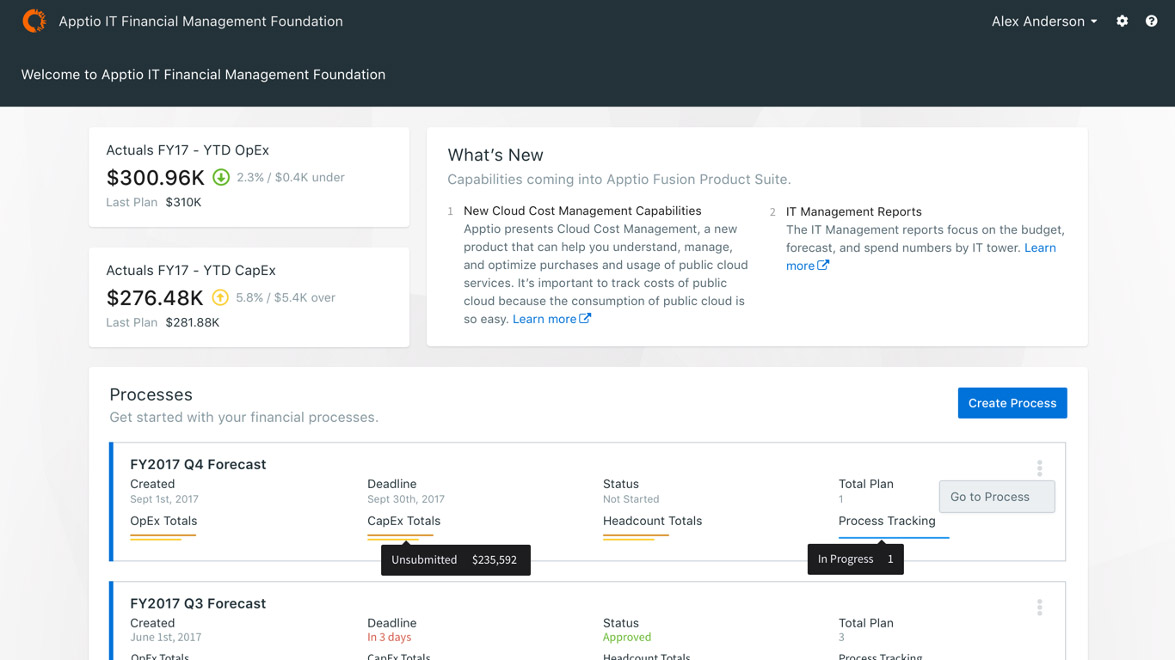 Apptio IT Financial Management Foundation
Alex Anderson
Welcome to Apptio IT Financial Management Foundation
Actuals FY17 - YTD OpEx
$300.96K 2.3% / $0.4K under
Last Plan $310K
Actuals FY17 - YTD CapEx
$276.48K 5.8% / $5.4K over
Last Plan $281.88K
What's New
Capabilities coming into Apptio Fusion Product Suite.
1 New Cloud Cost Management Capabilities
Apptio presents Cloud Cost Management, a new
product that can help you understand, manage,
and optimize purchases and usage of public cloud
services. It's important to track costs of public
cloud because the consumption of public cloud is
so easy. Learn more
2 IT Management Reports
The IT Management reports focus on the budget,
forecast, and spend numbers by IT tower. Learn
more
Processes
Get started with your financial processes.
Create Process
FY2017 Q4 Forecast
Created Deadline Status Total Plan
Sept 1st, 2017 Sept 30th, 2017 Not Started 1
Go to Process
OpEx Totals CapEx Totals Headcount Totals Process Tracking
Unsubmitted $235,592
In Progress 1
FY2017 Q3 Forecast
Created Deadline Status Total Plan
June 1st, 2017 In 3 days Approved 3
OpEx Totals CapEx Totals Headcount Totals Process Tracking